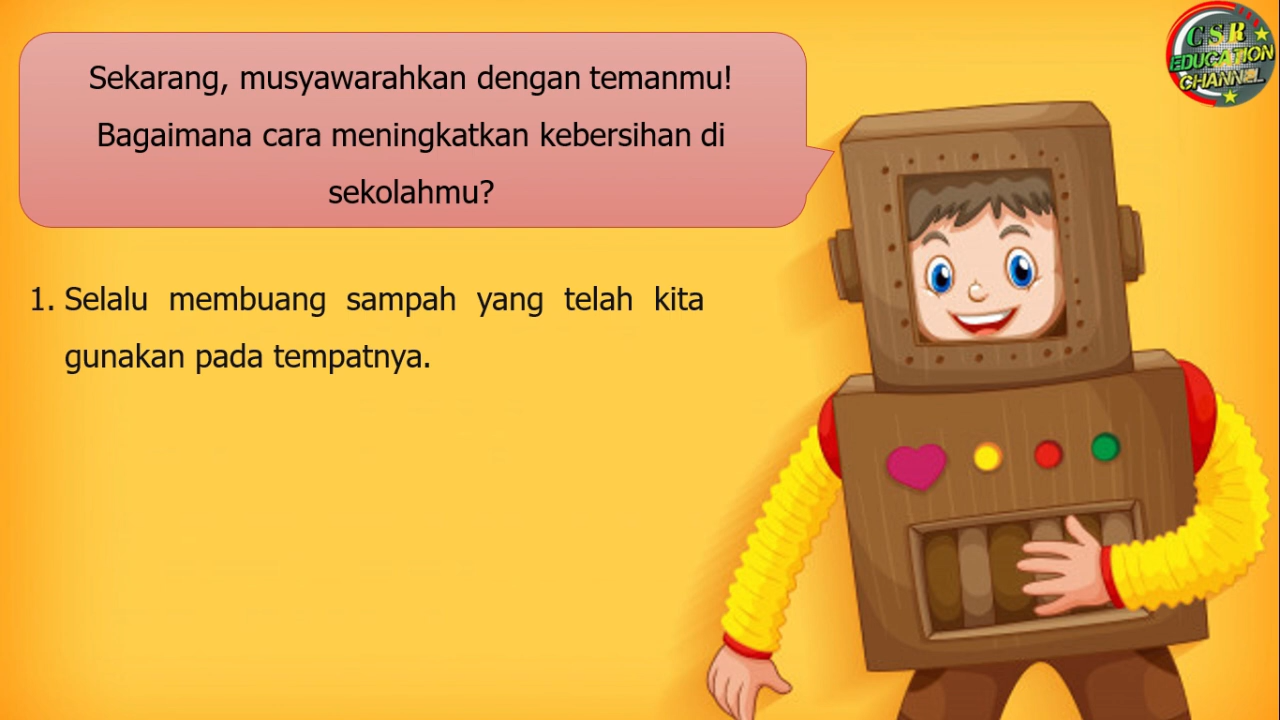 Sekarang, musyawarahkan dengan temanmu!
Bagaimana cara meningkatkan kebersihan di
sekolahmu?
1. Selalu membuang sampah yang telah kita
gunakan pada tempatnya.
CSR
EDUCATION
CHANNEL